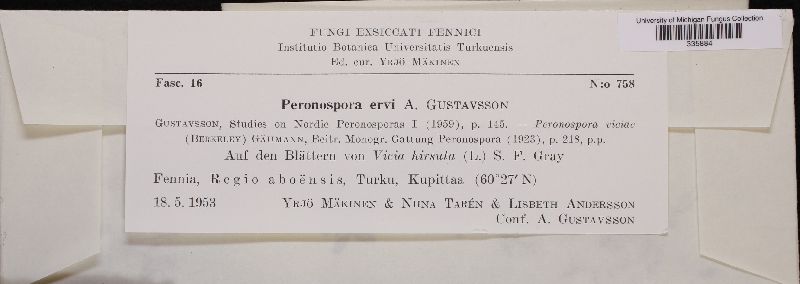 University of Michigan Fungus Collection
335884
FUNGI EXSICCATI FENNICI
Institutio Botanica Universitatis Turkuensis
Ed. cur. YRJÖ MÄKINEN
Fasc. 16 N:o 758
Peronospora ervi A. GUSTAVSSON
GUSTAVSSON, Studies on Nordic Peronosporas I (1959), p. 145. — Peronospora viciae
(BERKELEY) GÄUMANN, Beitr. Monogr. Gattung Peronospora (1923), p. 218, p.p.
Auf den Blättern von Vicia hirsuta (L.) S. F. Gray
Fennia, Regio aboënsis, Turku, Kupittaa (60°27′ N)
18. 5. 1953 YRJÖ MÄKINEN & NIINA TARÉN & LISBETH ANDERSSON
Conf. A. GUSTAVSSON